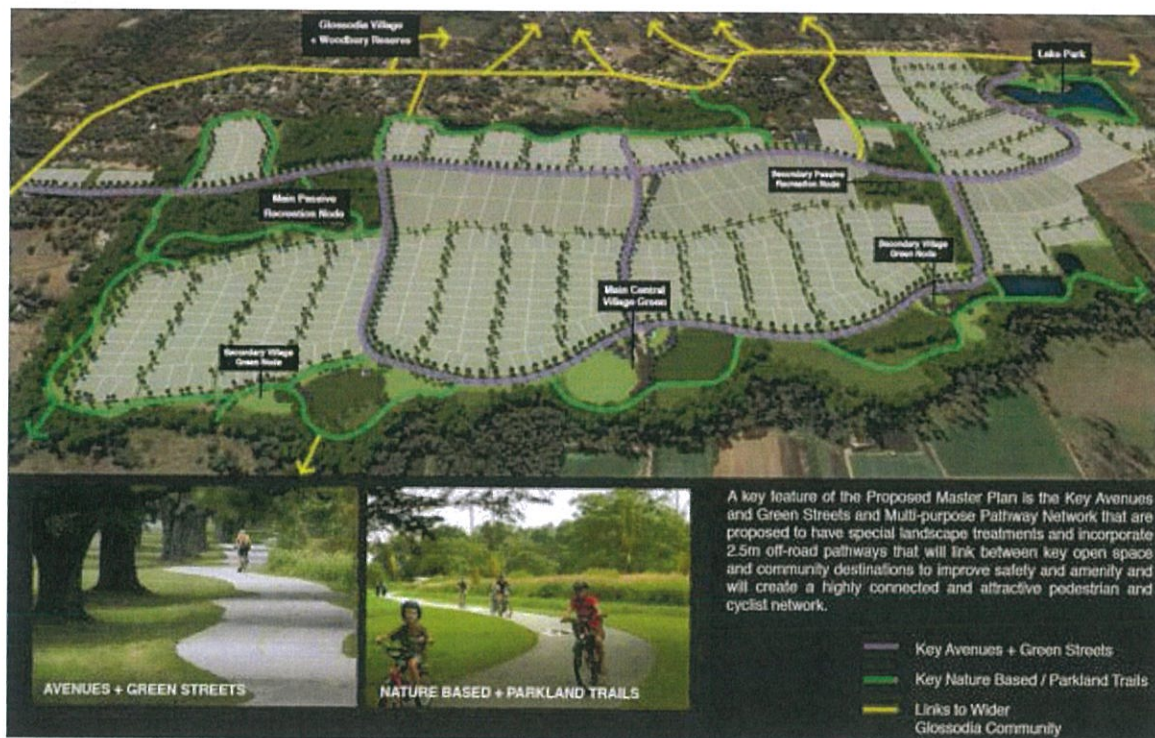 Glossodia Village
+ Woodbury Reserve
Lake Park
Main Passive
Recreation Node
Secondary Passive
Recreation Node
Secondary Village
Green Node
Main Central
Village Green
Secondary Village
Green Node
A key feature of the Proposed Master Plan is the Key Avenues
and Green Streets and Multi-purpose Pathway Network that are
proposed to have special landscape treatments and incorporate
2.5m off-road pathways that will link between key open space
and community destinations to improve safety and amenity and
will create a highly connected and attractive pedestrian and
cyclist network.
AVENUES + GREEN STREETS
NATURE BASED + PARKLAND TRAILS
Key Avenues + Green Streets
Key Nature Based / Parkland Trails
Links to Wider
Glossodia Community